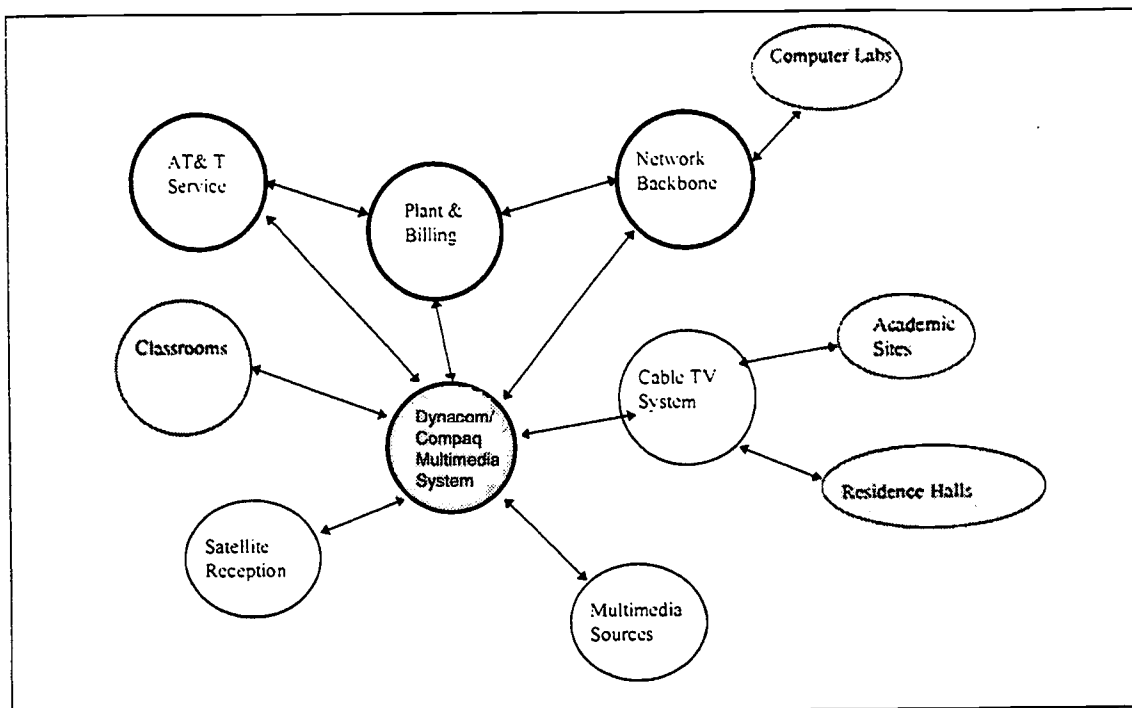 Computer Labs
AT& T
Service
Network
Backbone
Plant &
Billing
Classrooms
Academic
Sites
Cable TV
System
Dynacom/
Compaq
Multimedia
System
Residence Halls
Satellite
Reception
Multimedia
Sources